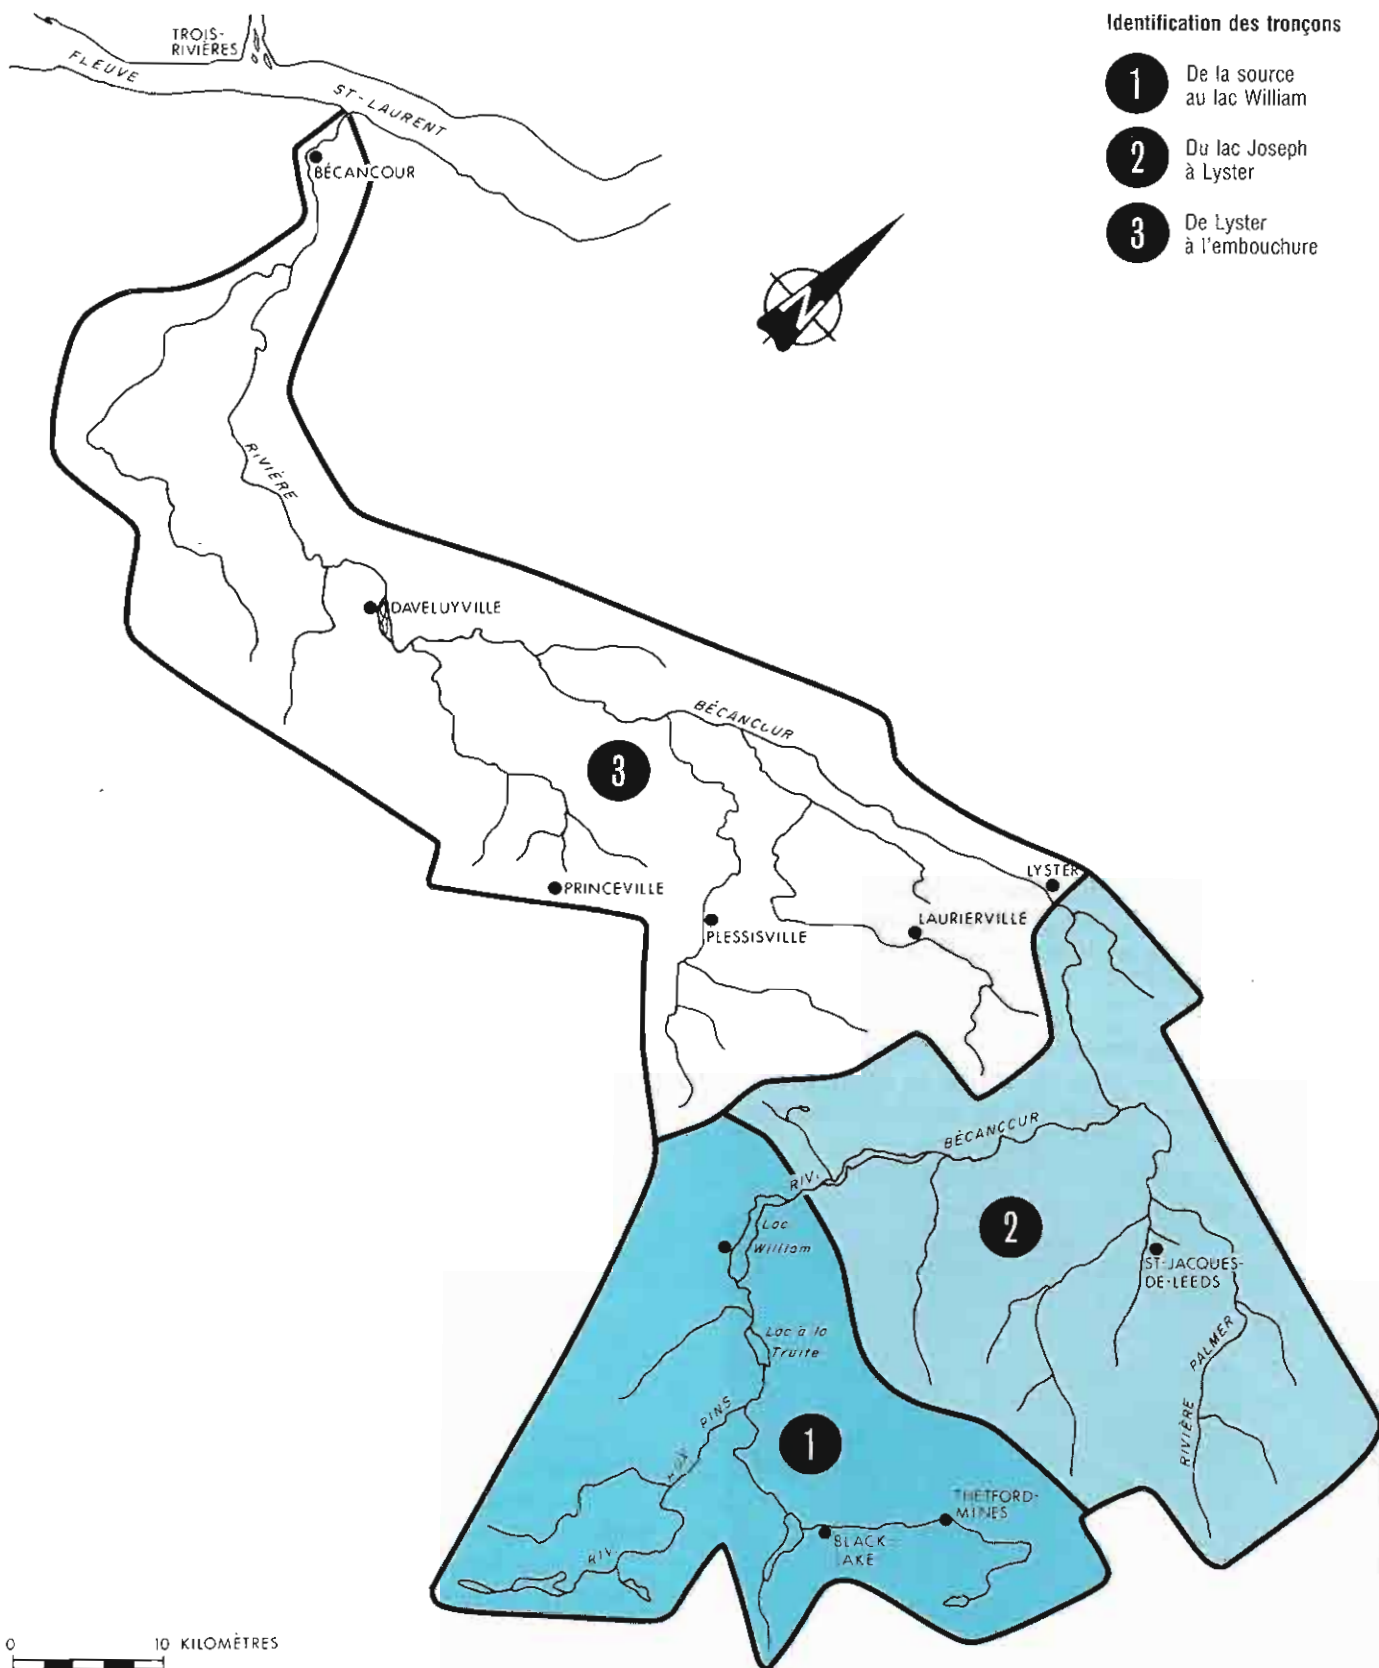 Identification des tronçons
1
De la source
au lac William
2
Du lac Joseph
à Lyster
3
De Lyster
à l'embouchure
TROIS-
RIVIÈRES
FLEUVE
ST-LAURENT
BÉCANCOUR
N
RIVIÈRE
DAVELUYVILLE
BÉCANCOUR
3
PRINCEVILLE
PLESSISVILLE
LAURIERVILLE
LYSTER
RIV.
BÉCANCOUR
2
Lac
William
ST-JACQUES-
DE-LEEDS
Lac à la
Truite
RIVIÈRE
PALMER
RIV.
AUX
PINS
1
THETFORD-
MINES
BLACK
LAKE
0
10 KILOMÈTRES